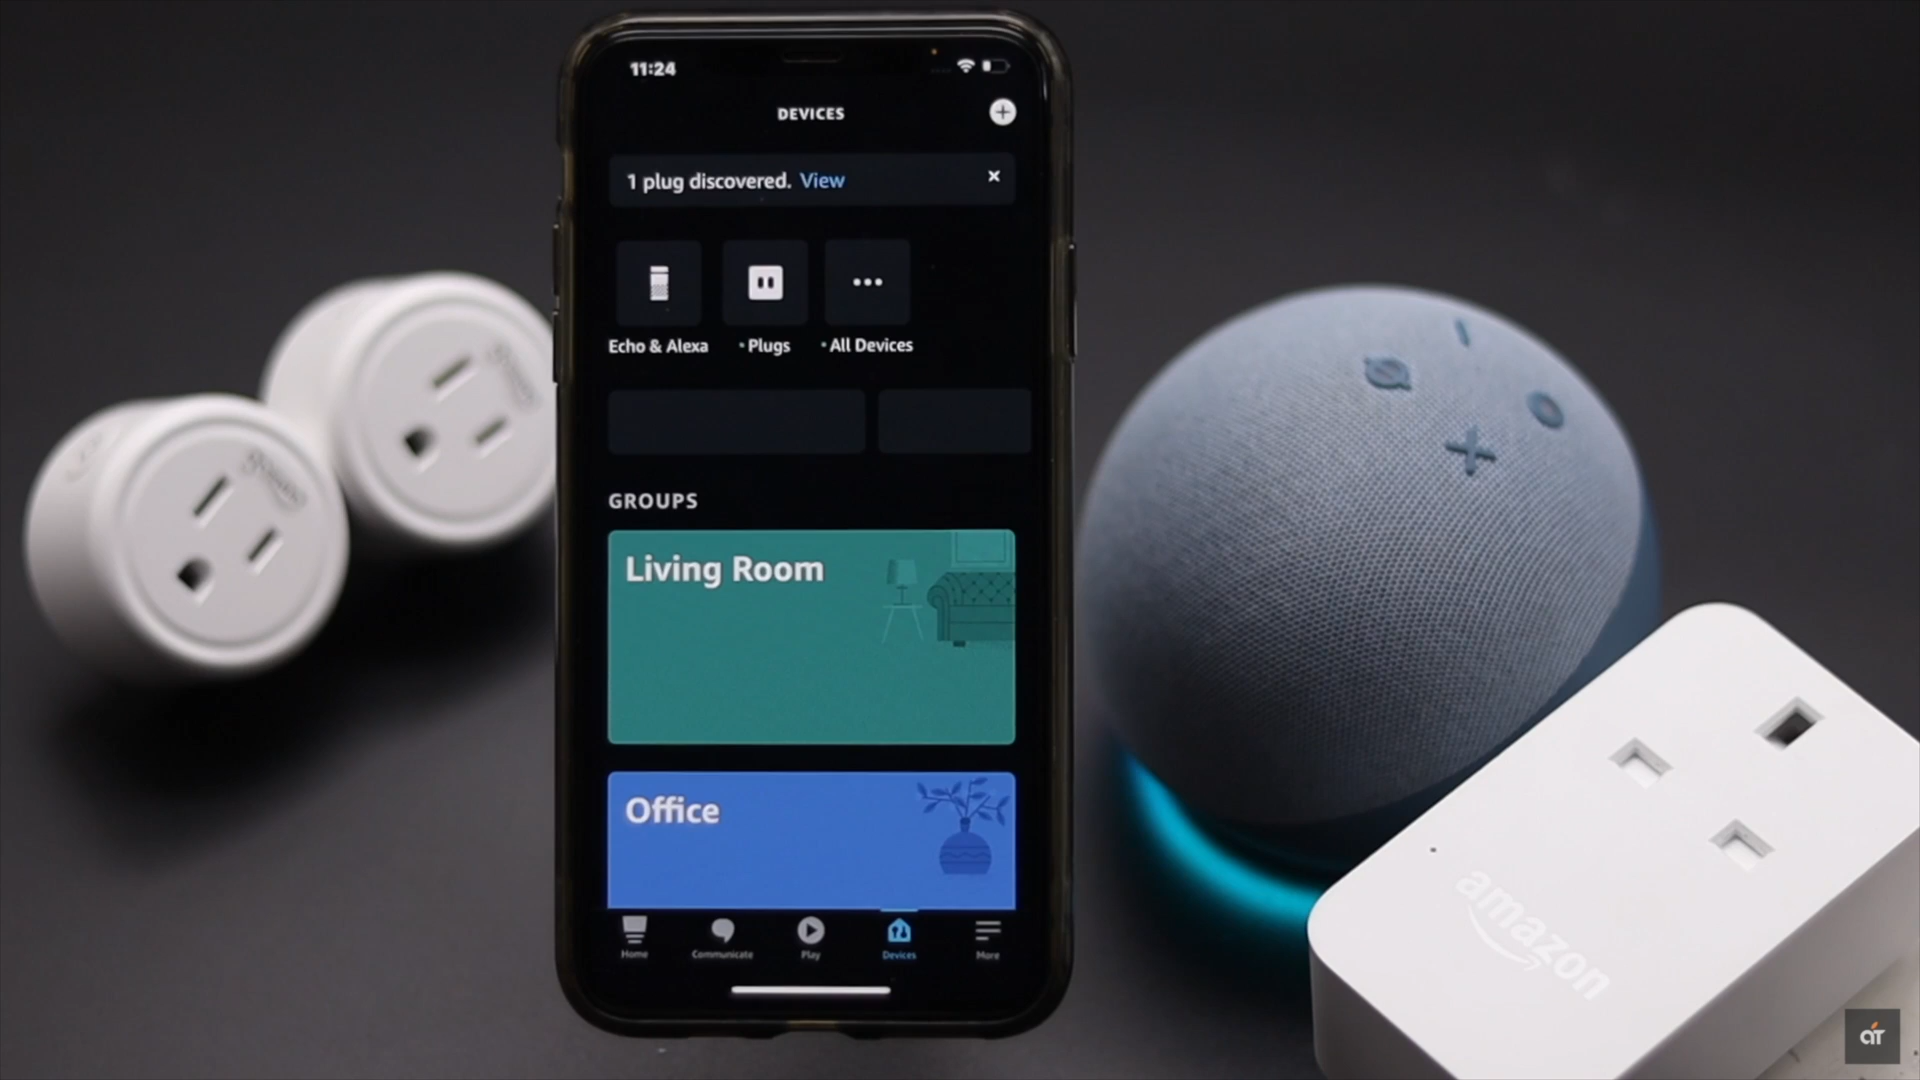 11:24
DEVICES
1 plug discovered. View
Echo & Alexa
Plugs
All Devices
GROUPS
Living Room
Office
Home
Communicate
Play
Devices
More
amazon
aT